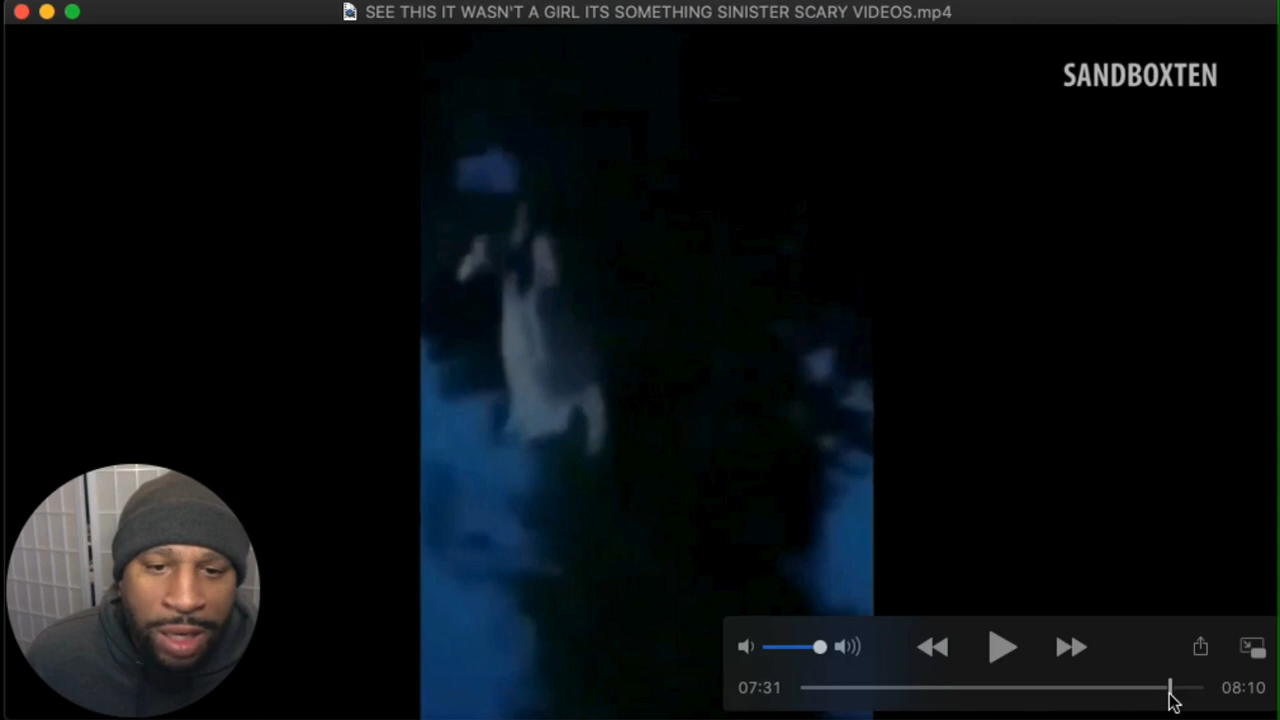 SEE THIS IT WASN'T A GIRL ITS SOMETHING SINISTER SCARY VIDEOS.mp4
SANDBOXTEN
07:31
08:10